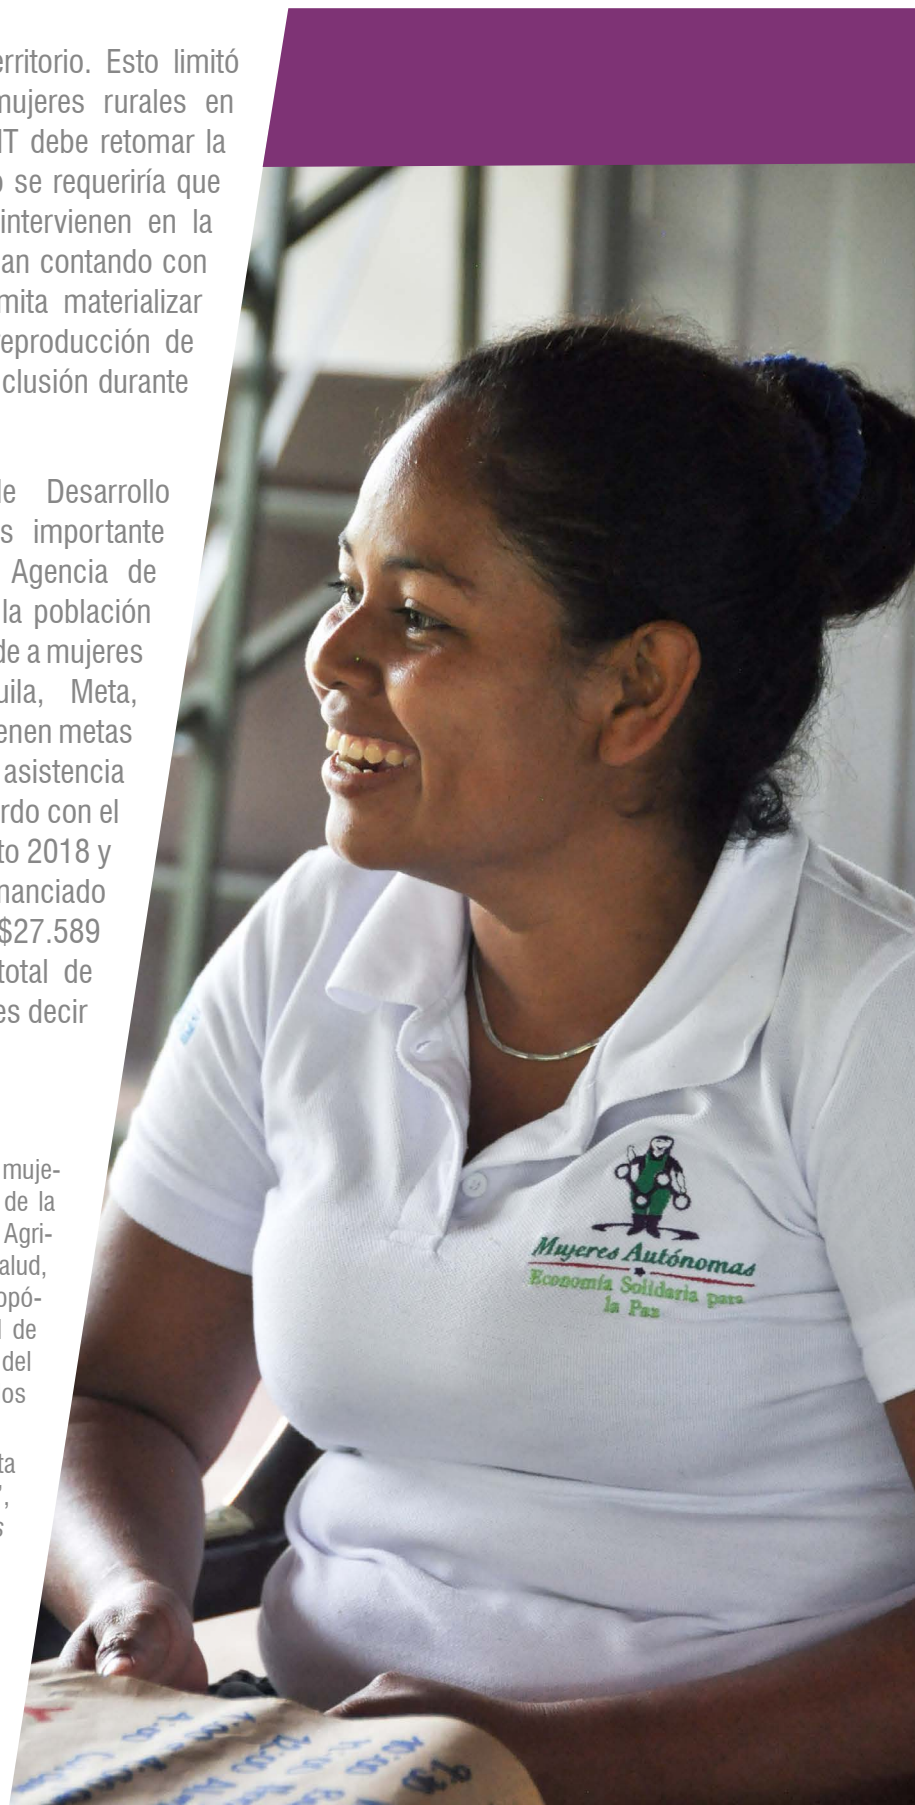 erritorio. Esto limitó
mujeres rurales en
NT debe retomar la
o se requeriría que
intervienen en la
an contando con
mita materializar
reproducción de
clusión durante
de Desarrollo
s importante
Agencia de
la población
de a mujeres
uila, Meta,
enen metas
asistencia
rdo con el
to 2018 y
nanciado
$27.589
total de
es decir
muje-
de la
Agri-
alud,
opó-
l de
del
os
ta
”,
s
Mujeres Autónomas
Economía Solidaria para
la Paz